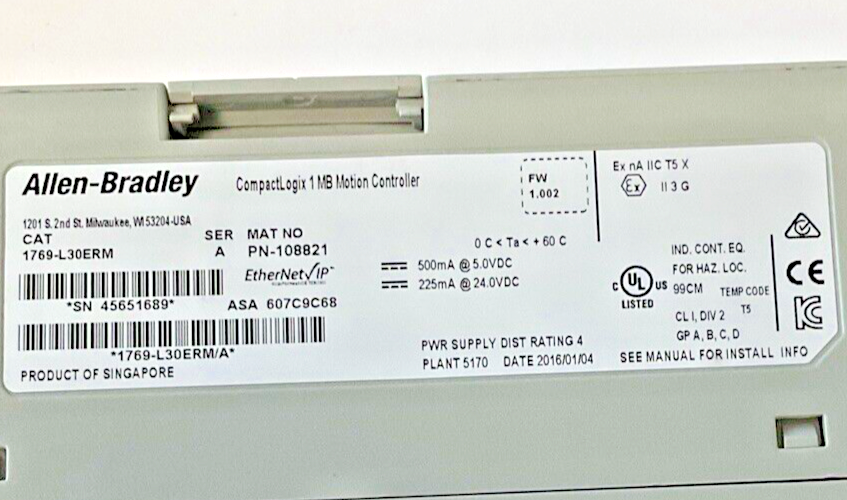 Allen-Bradley
CompactLogix 1 MB Motion Controller
FW
1.002
Ex nA IIC T5 X
Ex
II 3 G
1201 S. 2nd St. Milwaukee, WI 53204-USA
CAT
1769-L30ERM
SER
A
MAT NO
PN-108821
EtherNet/IP
0 C < Ta < + 60 C
500mA @ 5.0VDC
225mA @ 24.0VDC
*SN 45651689*
ASA 607C9C68
*1769-L30ERM/A*
PRODUCT OF SINGAPORE
PWR SUPPLY DIST RATING 4
PLANT 5170 DATE 2016/01/04
C UL US
LISTED
IND. CONT. EQ.
FOR HAZ. LOC.
99CM TEMP CODE
T5
CL I, DIV 2
GP A, B, C, D
CE
SEE MANUAL FOR INSTALL INFO